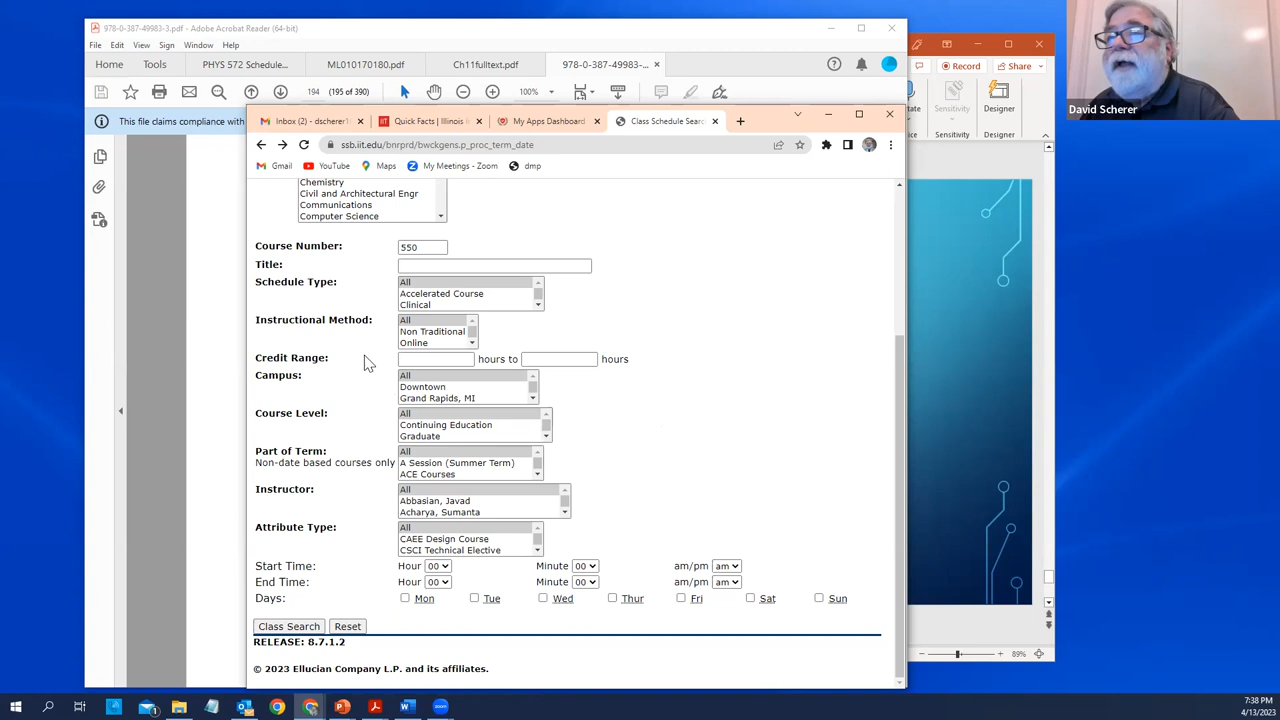 978-0-387-49983-3.pdf - Adobe Acrobat Reader (64-bit)
File Edit View Sign Window Help
Home Tools PHYS 572 Schedule... ML010170180.pdf Ch11fulltext.pdf 978-0-387-49983-... ×
194 (195 of 390) 100%
This file claims compliance with
Record Share
Sensitivity Designer
Sensitivity Designer
David Scherer
Inbox (2) - dscherer1 × Quick Facts | Illinois I × My Apps Dashboard × Class Schedule Sear × +
ssb.iit.edu/bnrprd/bwckgens.p_proc_term_date
Gmail YouTube Maps My Meetings - Zoom dmp
Chemistry
Civil and Architectural Engr
Communications
Computer Science
Course Number: 550
Title:
Schedule Type: All
Accelerated Course
Clinical
Instructional Method: All
Non Traditional
Online
Credit Range: hours to hours
Campus: All
Downtown
Grand Rapids, MI
Course Level: All
Continuing Education
Graduate
Part of Term: All
Non-date based courses only A Session (Summer Term)
ACE Courses
Instructor: All
Abbasian, Javad
Acharya, Sumanta
Attribute Type: All
CAEE Design Course
CSCI Technical Elective
Start Time: Hour 00 Minute 00 am/pm am
End Time: Hour 00 Minute 00 am/pm am
Days: Mon Tue Wed Thur Fri Sat Sun
Class Search Reset
RELEASE: 8.7.1.2
© 2023 Ellucian Company L.P. and its affiliates.
89%
7:38 PM
4/13/2023